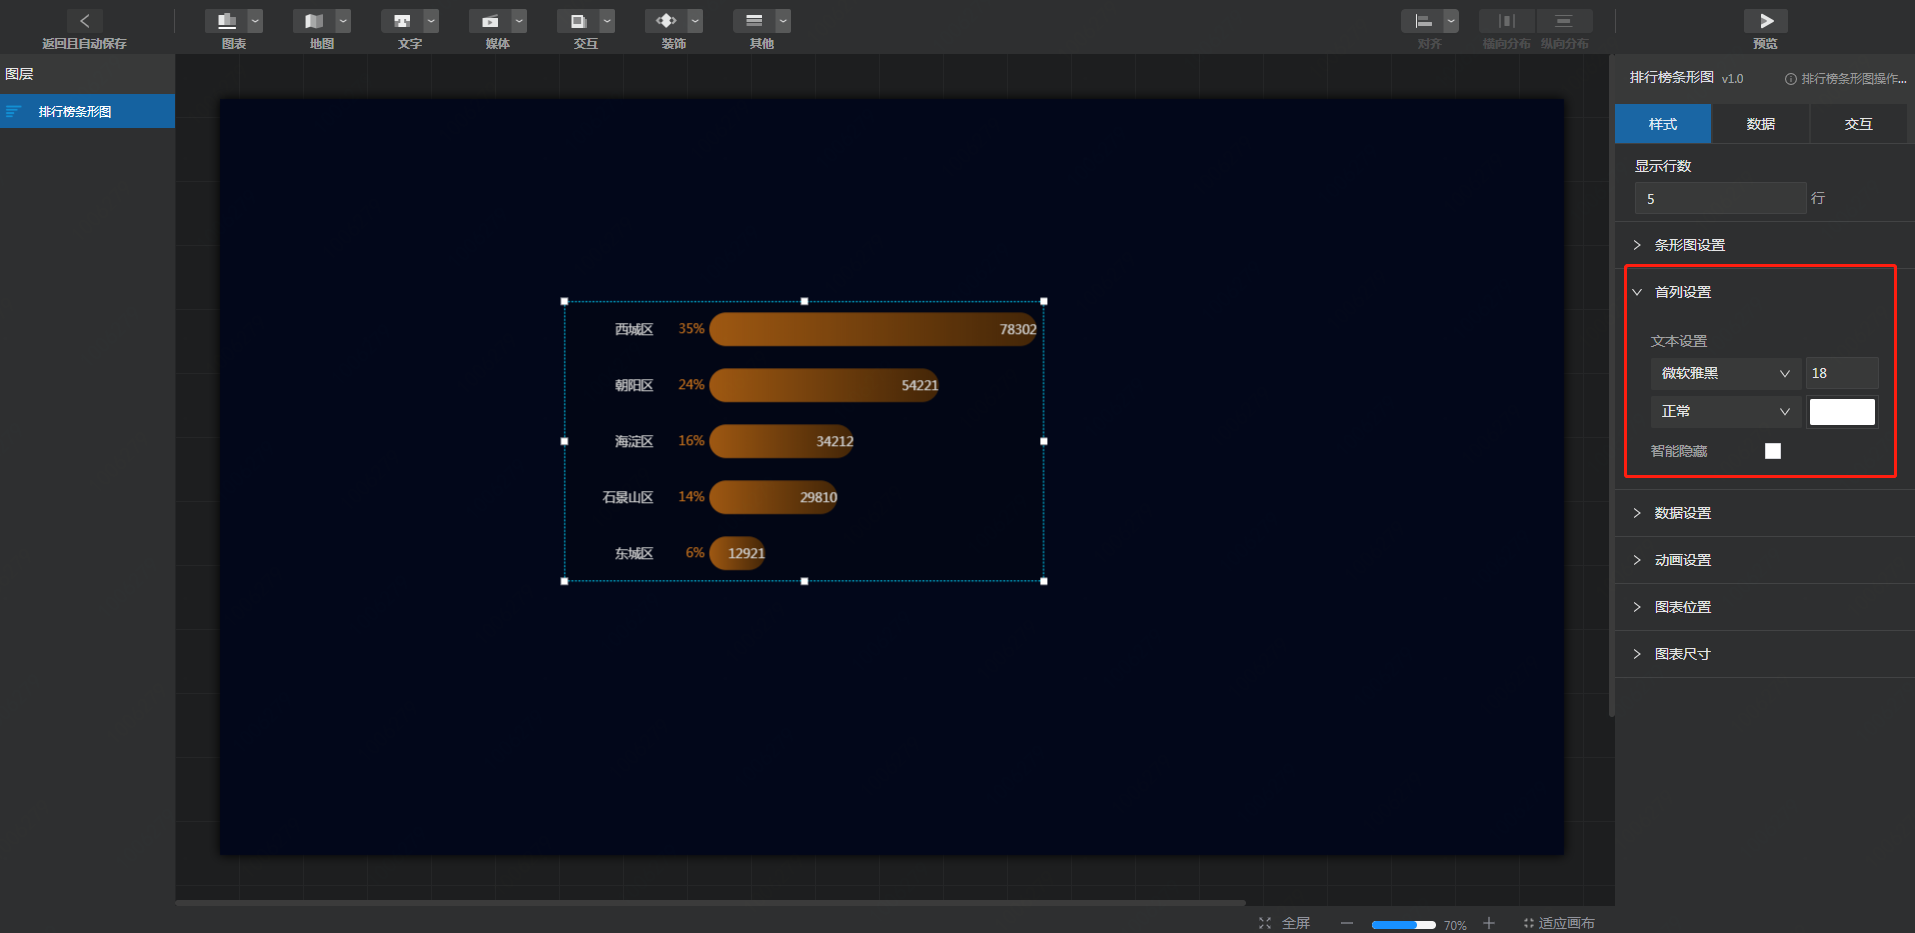 返回且自动保存
图表
地图
文字
媒体
交互
装饰
其他
对齐
横向分布
纵向分布
预览
图层
排行榜条形图
西城区 35% 78302
朝阳区 24% 54221
海淀区 16% 34212
石景山区 14% 29810
东城区 6% 12921
排行榜条形图 v1.0 排行榜条形图操作...
样式 数据 交互
显示行数
5 行
条形图设置
首列设置
文本设置
微软雅黑 18
正常
智能隐藏
数据设置
动画设置
图表位置
图表尺寸
全屏 70% 适应画布